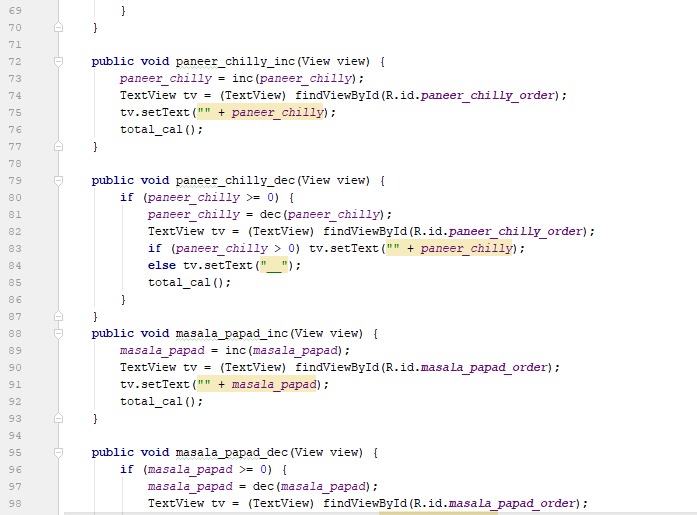 69 }
70 }
71
72 public void paneer_chilly_inc(View view) {
73 paneer_chilly = inc(paneer_chilly);
74 TextView tv = (TextView) findViewById(R.id.paneer_chilly_order);
75 tv.setText("" + paneer_chilly);
76 total_cal();
77 }
78
79 public void paneer_chilly_dec(View view) {
80 if (paneer_chilly >= 0) {
81 paneer_chilly = dec(paneer_chilly);
82 TextView tv = (TextView) findViewById(R.id.paneer_chilly_order);
83 if (paneer_chilly > 0) tv.setText("" + paneer_chilly);
84 else tv.setText("__");
85 total_cal();
86 }
87 }
88 public void masala_papad_inc(View view) {
89 masala_papad = inc(masala_papad);
90 TextView tv = (TextView) findViewById(R.id.masala_papad_order);
91 tv.setText("" + masala_papad);
92 total_cal();
93 }
94
95 public void masala_papad_dec(View view) {
96 if (masala_papad >= 0) {
97 masala_papad = dec(masala_papad);
98 TextView tv = (TextView) findViewById(R.id.masala_papad_order);